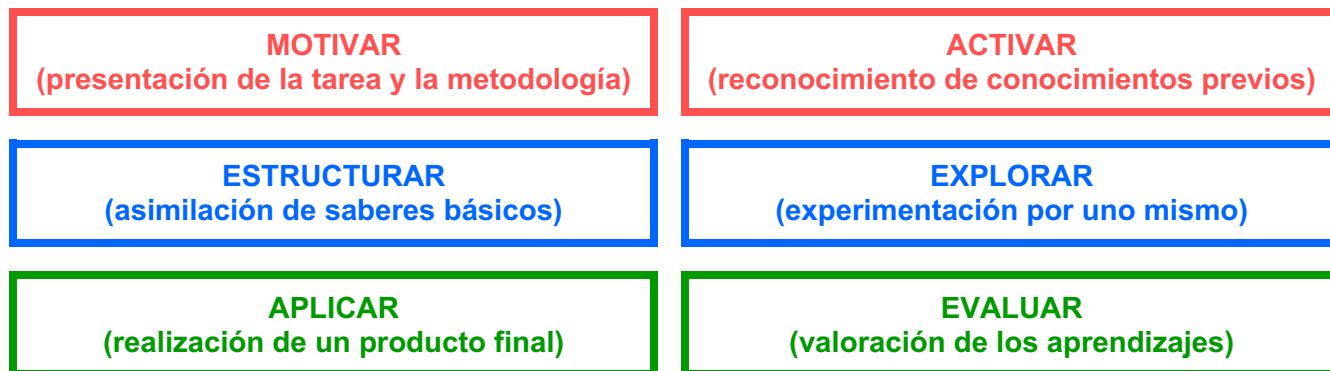 MOTIVAR
(presentación de la tarea y la metodología)
ACTIVAR
(reconocimiento de conocimientos previos)
ESTRUCTURAR
(asimilación de saberes básicos)
EXPLORAR
(experimentación por uno mismo)
APLICAR
(realización de un producto final)
EVALUAR
(valoración de los aprendizajes)